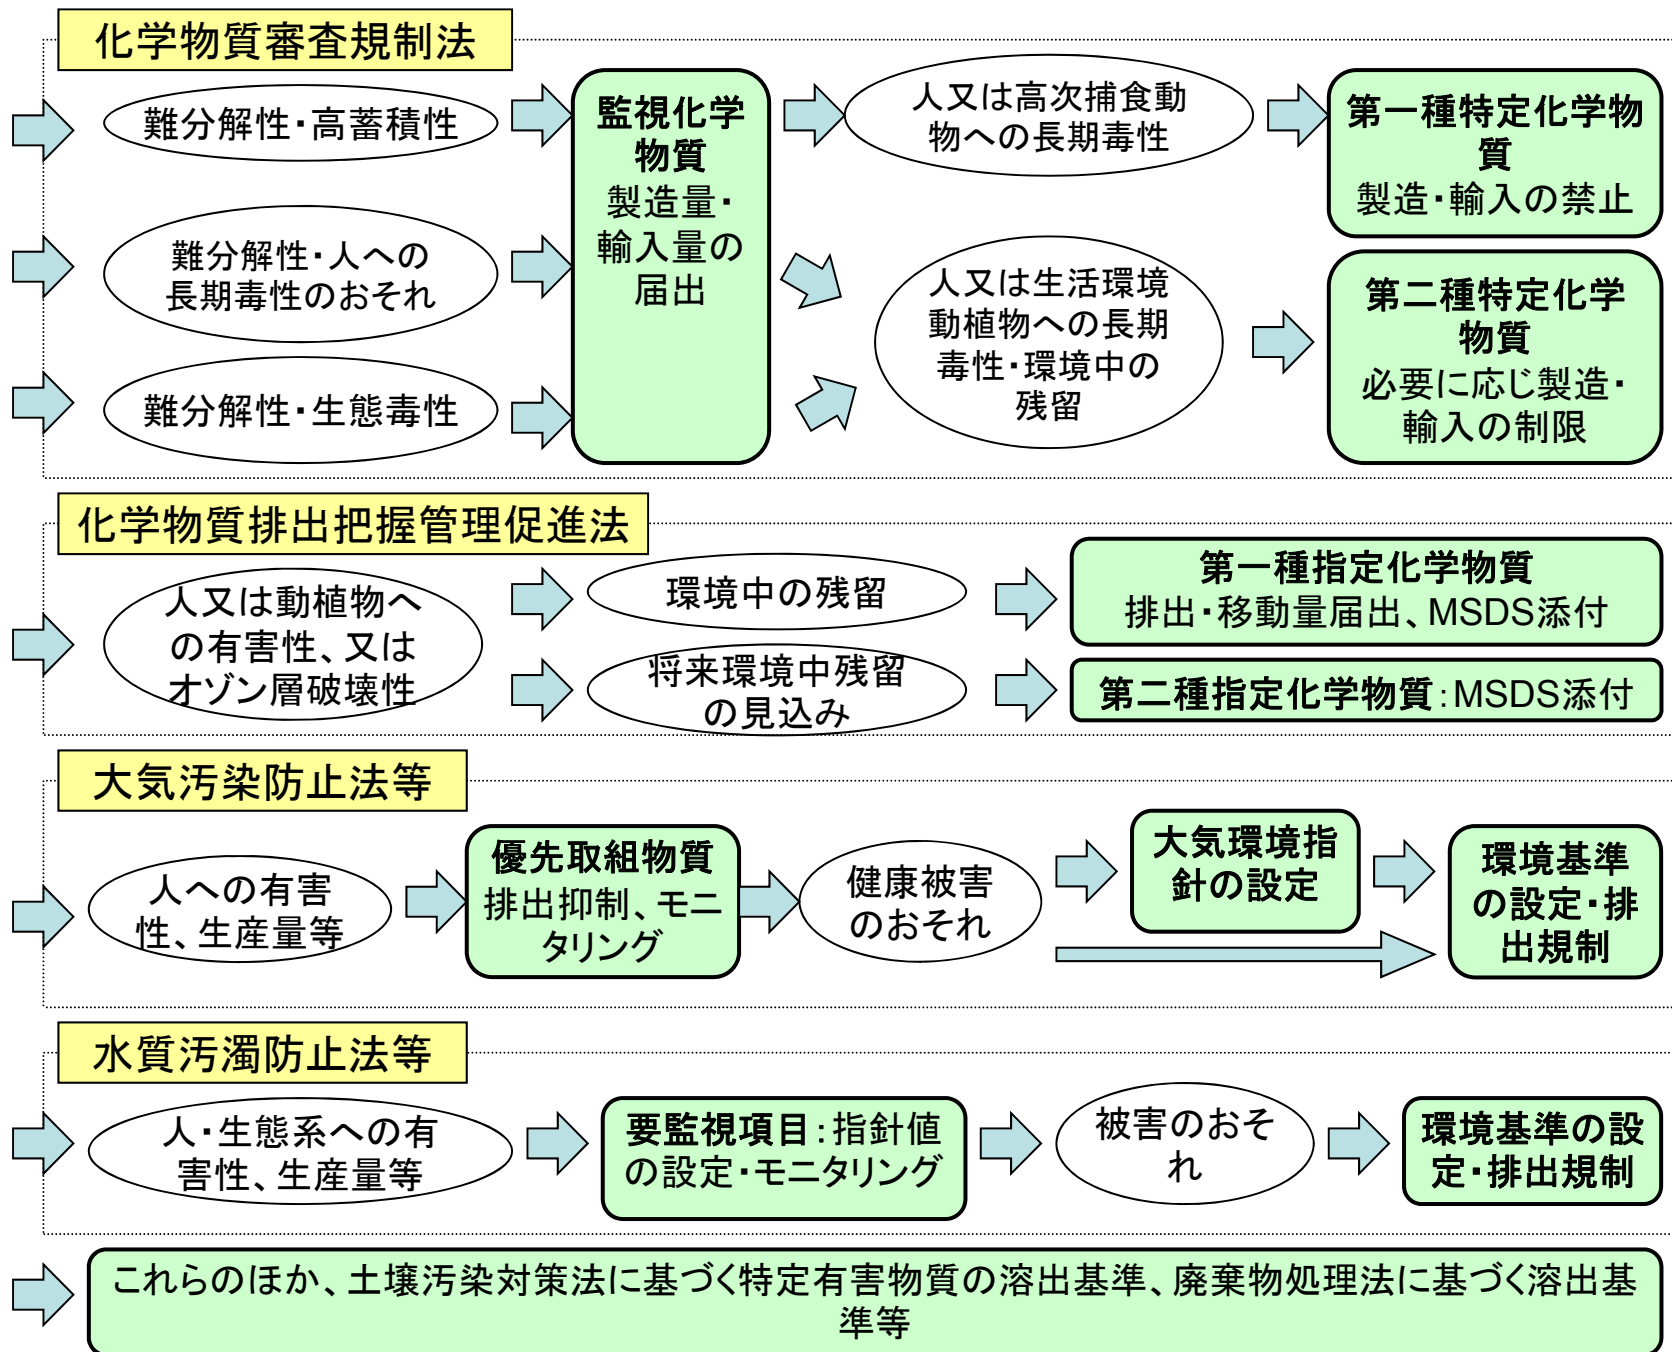 化学物質審査規制法
難分解性・高蓄積性
難分解性・人への
長期毒性のおそれ
難分解性・生態毒性
監視化学
物質
製造量・
輸入量の
届出
人又は高次捕食動
物への長期毒性
第一種特定化学物
質
製造・輸入の禁止
人又は生活環境
動植物への長期
毒性・環境中の
残留
第二種特定化学
物質
必要に応じ製造・
輸入の制限
化学物質排出把握管理促進法
人又は動植物へ
の有害性、又は
オゾン層破壊性
環境中の残留
第一種指定化学物質
排出・移動量届出、MSDS添付
将来環境中残留
の見込み
第二種指定化学物質:MSDS添付
大気汚染防止法等
人への有害
性、生産量等
優先取組物質
排出抑制、モニ
タリング
健康被害
のおそれ
大気環境指
針の設定
環境基準
の設定・排
出規制
水質汚濁防止法等
人・生態系への有
害性、生産量等
要監視項目:指針値
の設定・モニタリング
被害のおそ
れ
環境基準の設
定・排出規制
これらのほか、土壌汚染対策法に基づく特定有害物質の溶出基準、廃棄物処理法に基づく溶出基
準等